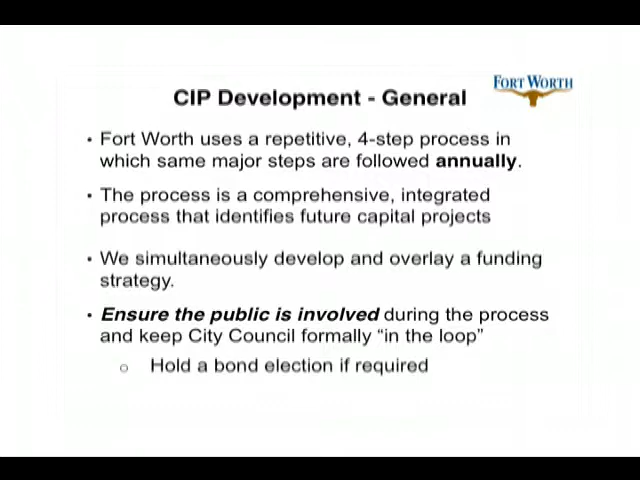 FORT WORTH
CIP Development - General
• Fort Worth uses a repetitive, 4-step process in
which same major steps are followed annually.
• The process is a comprehensive, integrated
process that identifies future capital projects
• We simultaneously develop and overlay a funding
strategy.
• Ensure the public is involved during the process
and keep City Council formally “in the loop”
o Hold a bond election if required